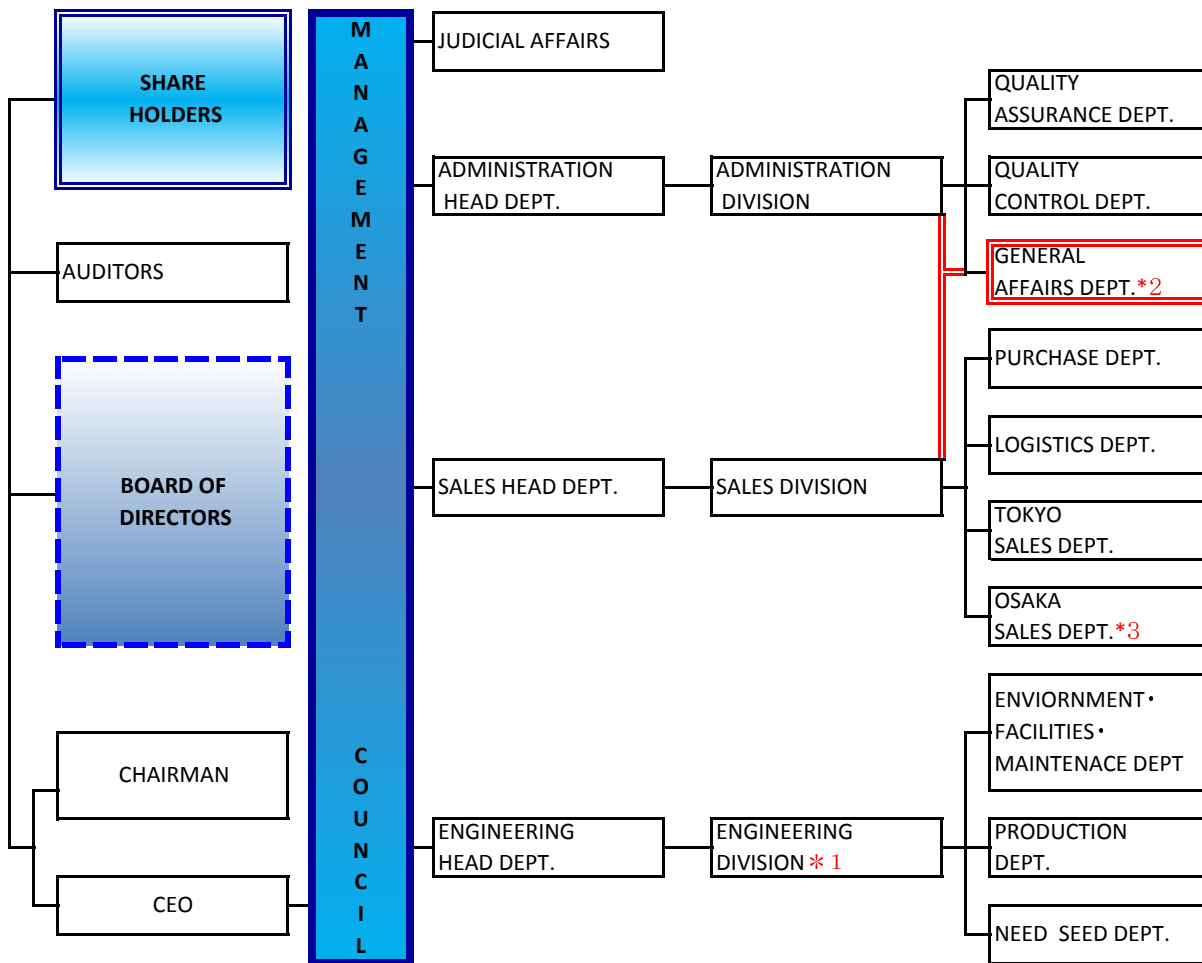 SHARE
HOLDERS
AUDITORS
BOARD OF
DIRECTORS
CHAIRMAN
CEO
MANAGEMENT
COUNCIL
JUDICIAL AFFAIRS
ADMINISTRATION
HEAD DEPT.
SALES HEAD DEPT.
ENGINEERING
HEAD DEPT.
ADMINISTRATION
DIVISION
SALES DIVISION
ENGINEERING
DIVISION＊1
QUALITY
ASSURANCE DEPT.
QUALITY
CONTROL DEPT.
GENERAL
AFFAIRS DEPT.*2
PURCHASE DEPT.
LOGISTICS DEPT.
TOKYO
SALES DEPT.
OSAKA
SALES DEPT.*3
ENVIORNMENT・
FACILITIES・
MAINTENACE DEPT
PRODUCTION
DEPT.
NEED SEED DEPT.